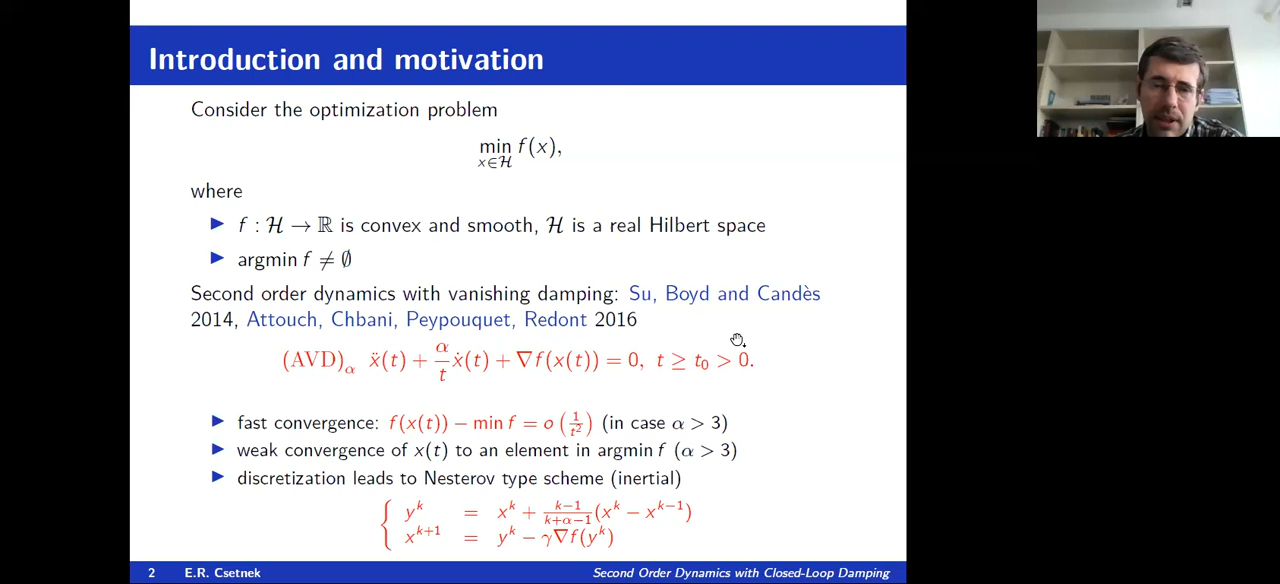 Introduction and motivation
Consider the optimization problem
min f(x),
x∈ℋ
where
▶ f : ℋ → ℝ is convex and smooth, ℋ is a real Hilbert space
▶ argmin f ≠ ∅
Second order dynamics with vanishing damping: Su, Boyd and Candès
2014, Attouch, Chbani, Peypouquet, Redont 2016
(AVD)α ẍ(t) + α/t ẋ(t) + ∇f(x(t)) = 0, t ≥ t₀ > 0.
▶ fast convergence: f(x(t)) − min f = o(1/t²) (in case α > 3)
▶ weak convergence of x(t) to an element in argmin f (α > 3)
▶ discretization leads to Nesterov type scheme (inertial)
{ y^k = x^k + (k−1)/(k+α−1) (x^k − x^{k−1})
x^{k+1} = y^k − γ∇f(y^k)
2 E.R. Csetnek Second Order Dynamics with Closed-Loop Damping